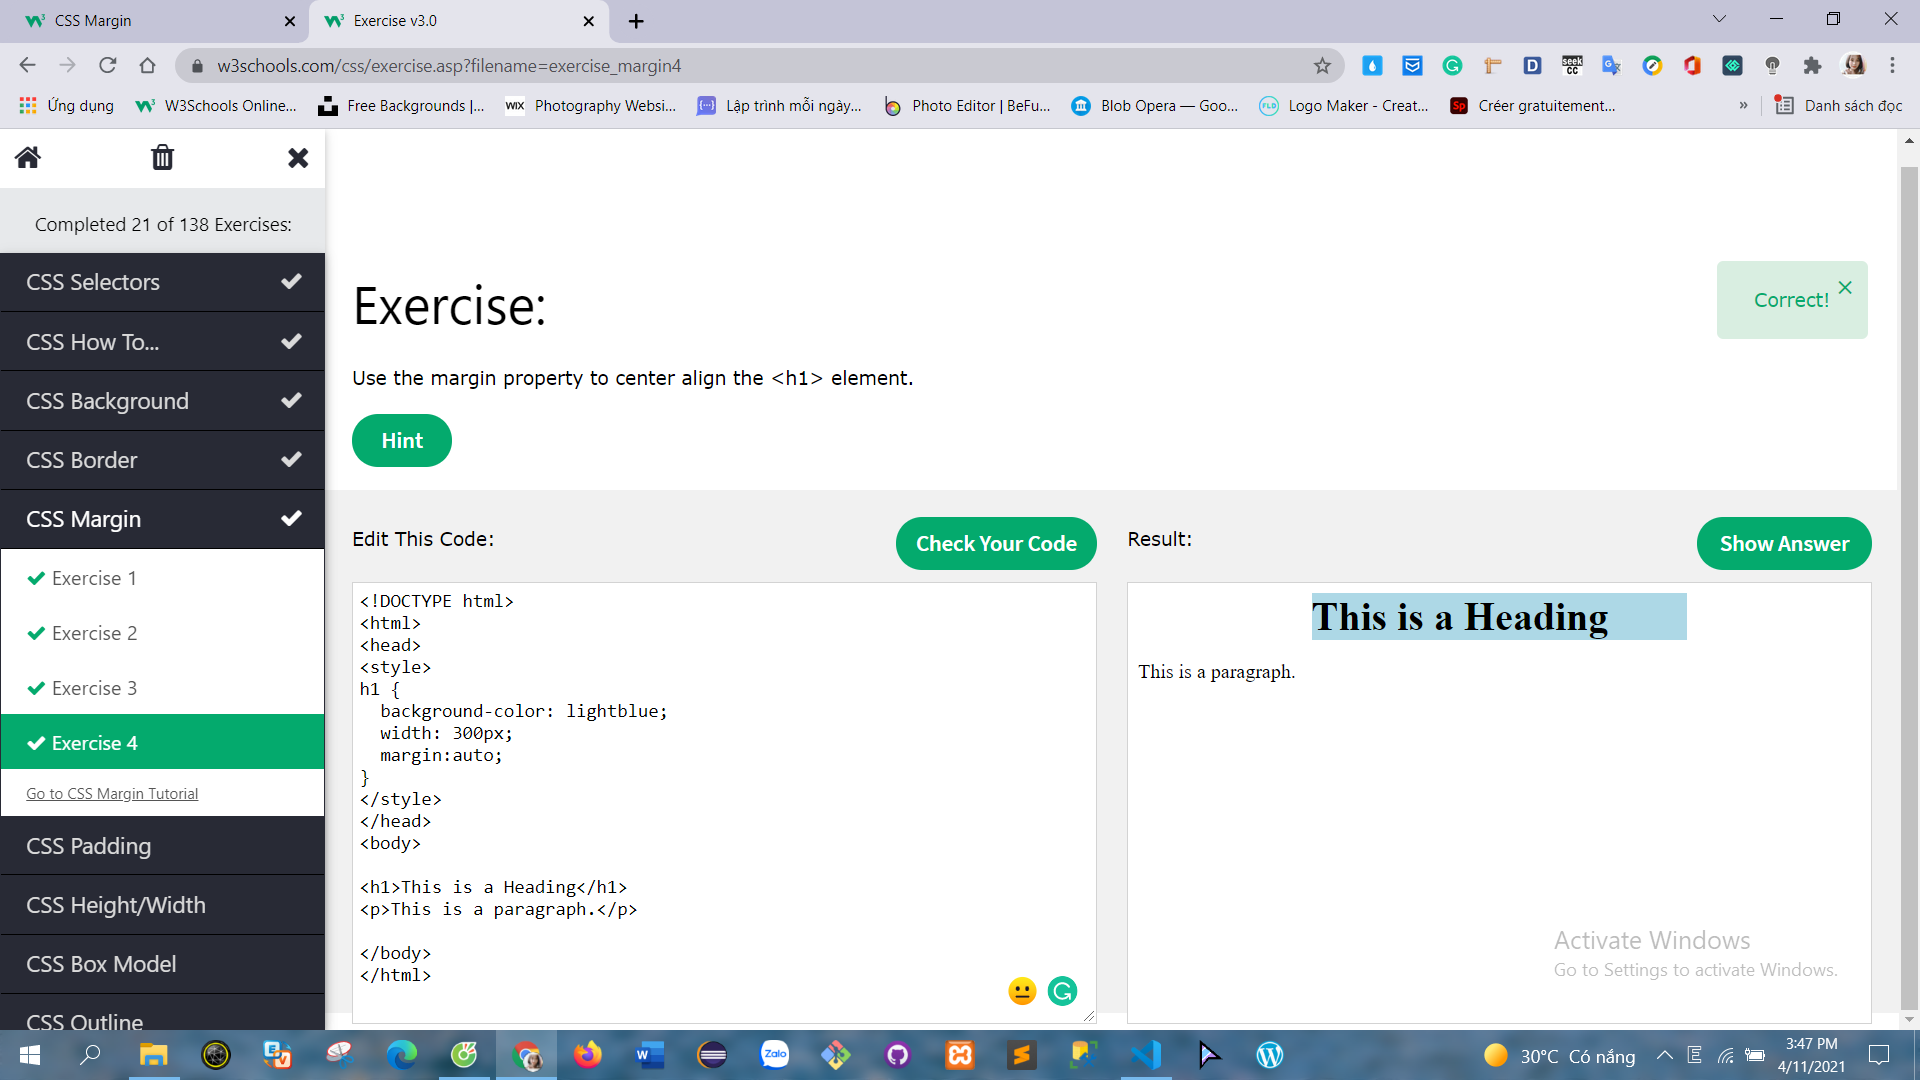 CSS Margin
Exercise v3.0
w3schools.com/css/exercise.asp?filename=exercise_margin4
seek
CC
Ứng dụng
W3Schools Online...
Free Backgrounds |...
WIX
Photography Websi...
Lập trình mỗi ngày...
Photo Editor | BeFu...
Blob Opera — Goo...
FLD
Logo Maker - Creat...
Sp
Créer gratuitement...
»
Danh sách đọc
Completed 21 of 138 Exercises:
CSS Selectors
CSS How To...
CSS Background
CSS Border
CSS Margin
Exercise 1
Exercise 2
Exercise 3
Exercise 4
Go to CSS Margin Tutorial
CSS Padding
CSS Height/Width
CSS Box Model
CSS Outline
Exercise:
Correct!
Use the margin property to center align the <h1> element.
Hint
Edit This Code:
Check Your Code
<!DOCTYPE html>
<html>
<head>
<style>
h1 {
  background-color: lightblue;
  width: 300px;
  margin:auto;
}
</style>
</head>
<body>
<h1>This is a Heading</h1>
<p>This is a paragraph.</p>
</body>
</html>
Result:
Show Answer
This is a Heading
This is a paragraph.
Activate Windows
Go to Settings to activate Windows.
Zalo
30°C Có nắng
E
3:47 PM
4/11/2021